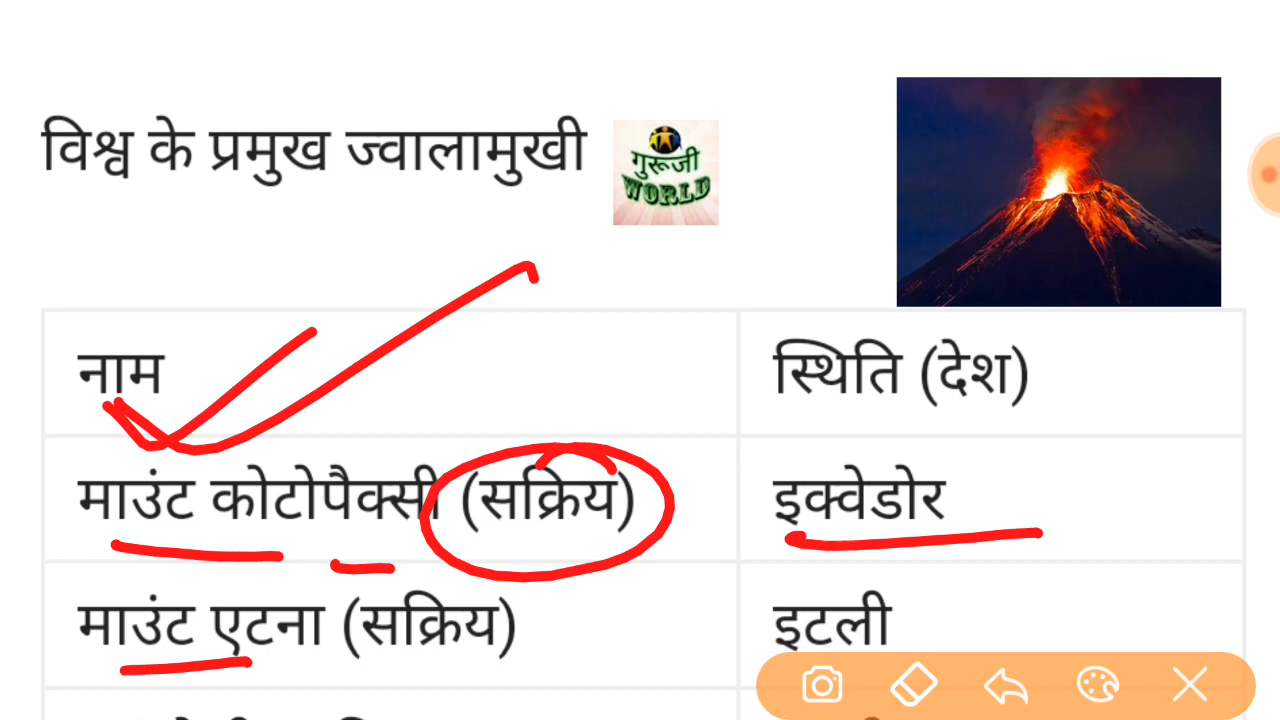 विश्व के प्रमुख ज्वालामुखी
गुरूजी
WORLD
नाम
स्थिति (देश)
माउंट कोटोपैक्सी (सक्रिय)
इक्वेडोर
माउंट एटना (सक्रिय)
इटली